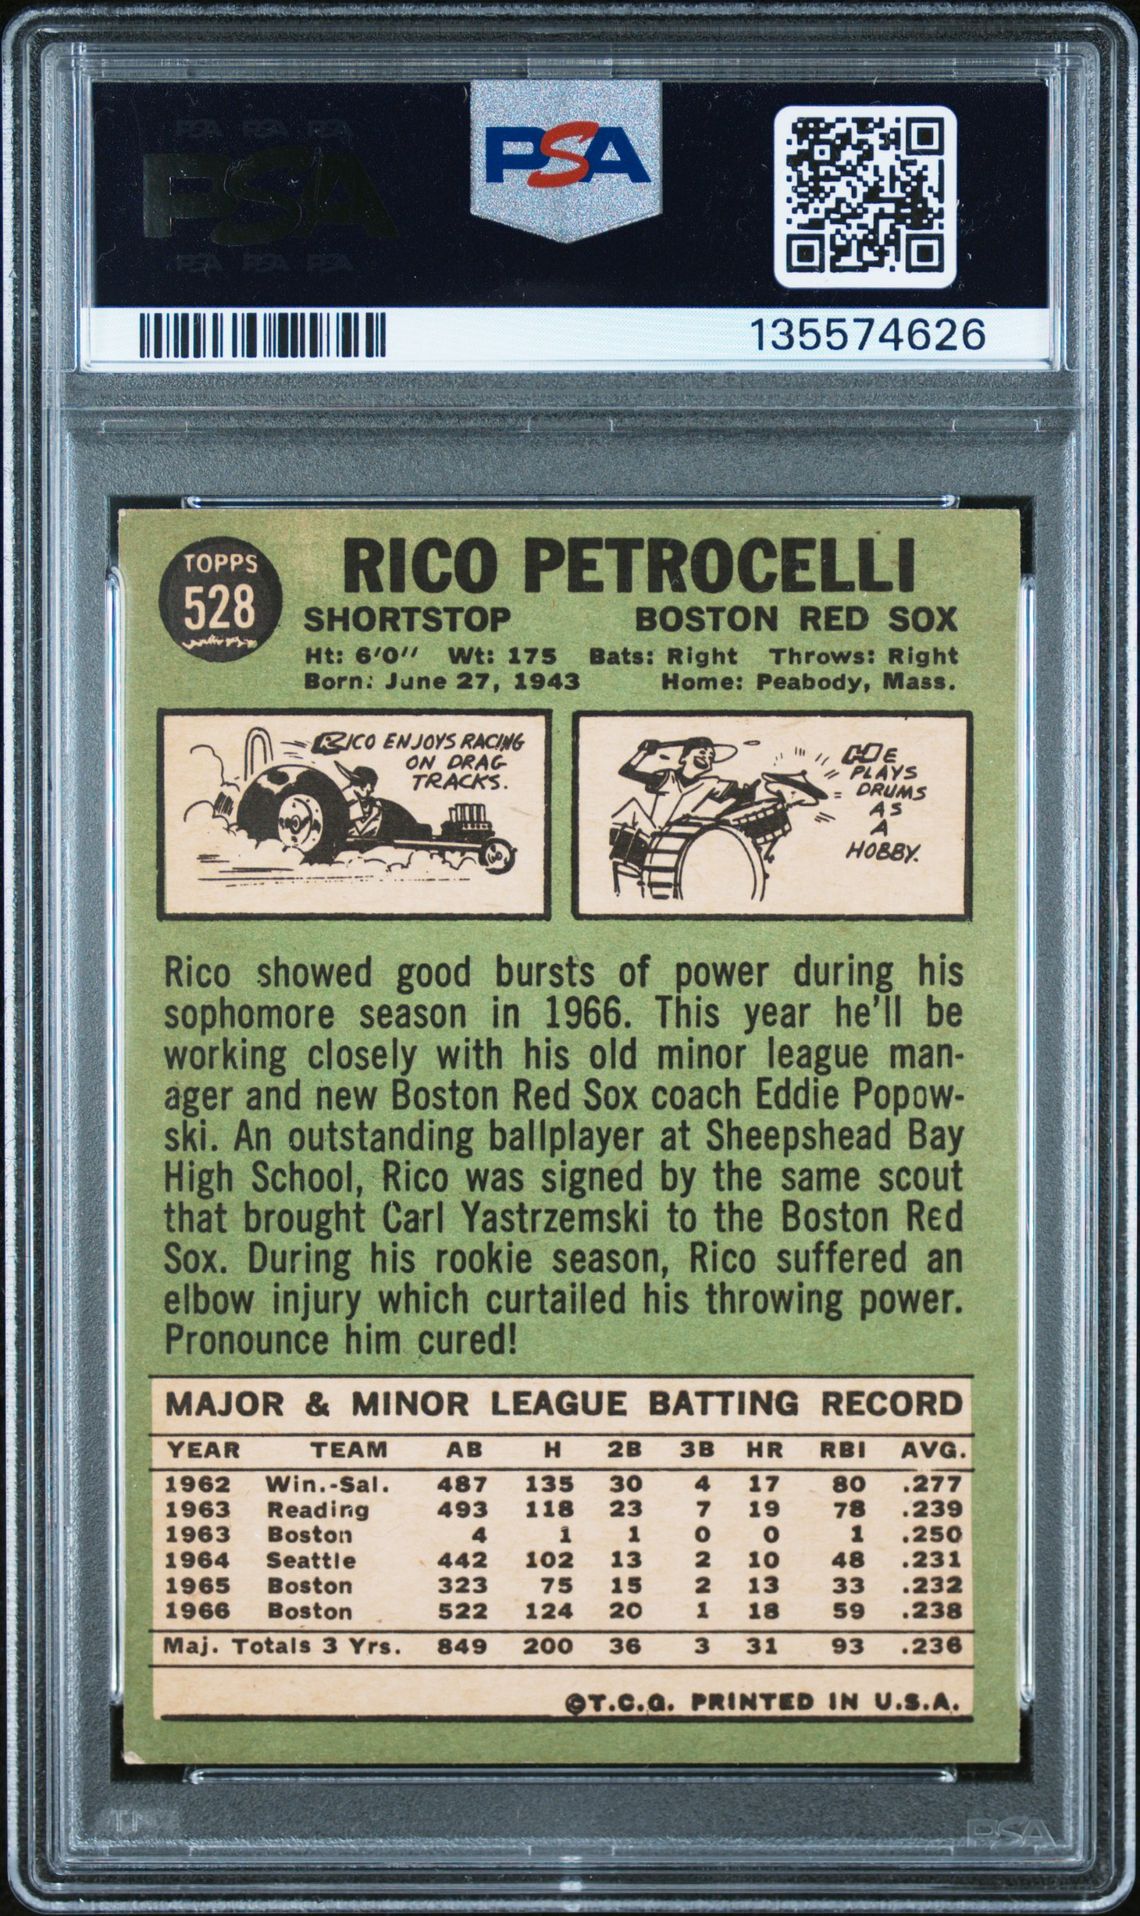 PSA PSA PSA
PSA
PSA PSA PSA
PSA
135574626
TOPPS
528
RICO PETROCELLI
SHORTSTOP BOSTON RED SOX
Ht: 6'0" Wt: 175 Bats: Right Throws: Right
Born: June 27, 1943 Home: Peabody, Mass.
RICO ENJOYS RACING
ON DRAG
TRACKS.
HE
PLAYS
DRUMS
AS
A
HOBBY.
Rico showed good bursts of power during his
sophomore season in 1966. This year he'll be
working closely with his old minor league man-
ager and new Boston Red Sox coach Eddie Popow-
ski. An outstanding ballplayer at Sheepshead Bay
High School, Rico was signed by the same scout
that brought Carl Yastrzemski to the Boston Red
Sox. During his rookie season, Rico suffered an
elbow injury which curtailed his throwing power.
Pronounce him cured!
MAJOR & MINOR LEAGUE BATTING RECORD
YEAR TEAM AB H 2B 3B HR RBI AVG.
1962 Win.-Sal. 487 135 30 4 17 80 .277
1963 Reading 493 118 23 7 19 78 .239
1963 Boston 4 1 1 0 0 1 .250
1964 Seattle 442 102 13 2 10 48 .231
1965 Boston 323 75 15 2 13 33 .232
1966 Boston 522 124 20 1 18 59 .238
Maj. Totals 3 Yrs. 849 200 36 3 31 93 .236
©T.C.G. PRINTED IN U.S.A.
PSA